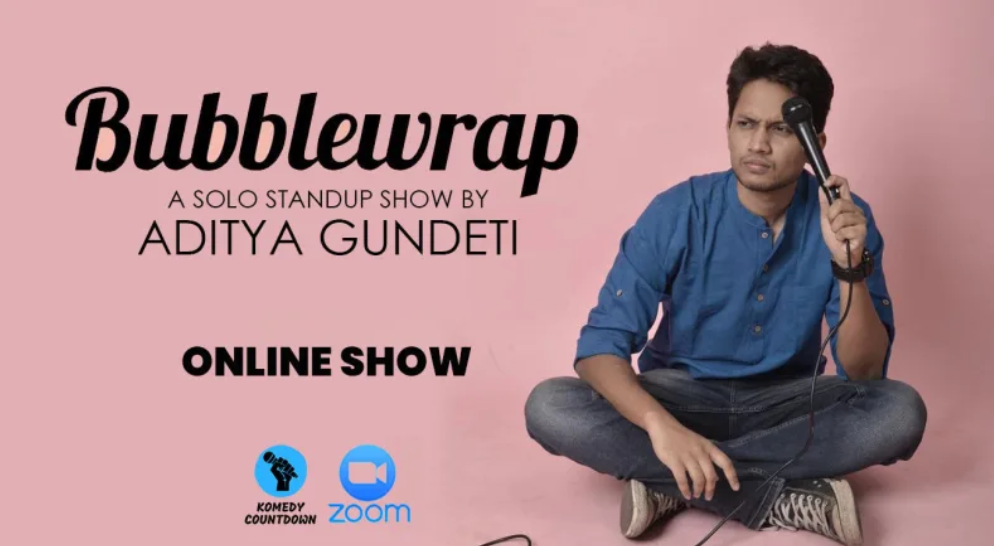 Bubblewrap
A SOLO STANDUP SHOW BY
ADITYA GUNDETI
ONLINE SHOW
KOMEDY
COUNTDOWN
zoom